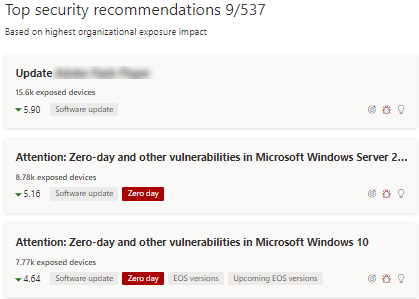 Top security recommendations 9/537
Based on highest organizational exposure impact
Update
15.6k exposed devices
5.90 Software update
Attention: Zero-day and other vulnerabilities in Microsoft Windows Server 2...
8.78k exposed devices
5.16 Software update Zero day
Attention: Zero-day and other vulnerabilities in Microsoft Windows 10
7.77k exposed devices
4.64 Software update Zero day EOS versions Upcoming EOS versions